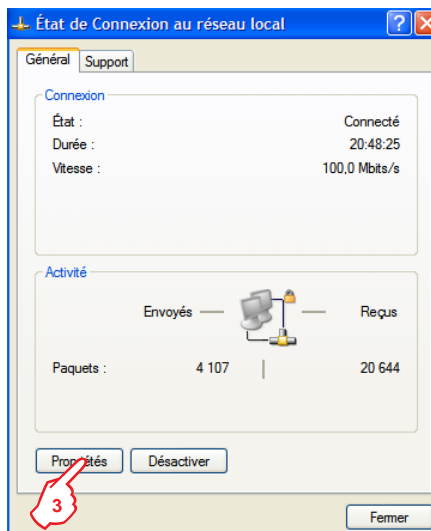 État de Connexion au réseau local
Général Support
Connexion
État : Connecté
Durée : 20:48:25
Vitesse : 100,0 Mbits/s
Activité
Envoyés Reçus
Paquets : 4 107 20 644
Propriétés Désactiver
3
Fermer